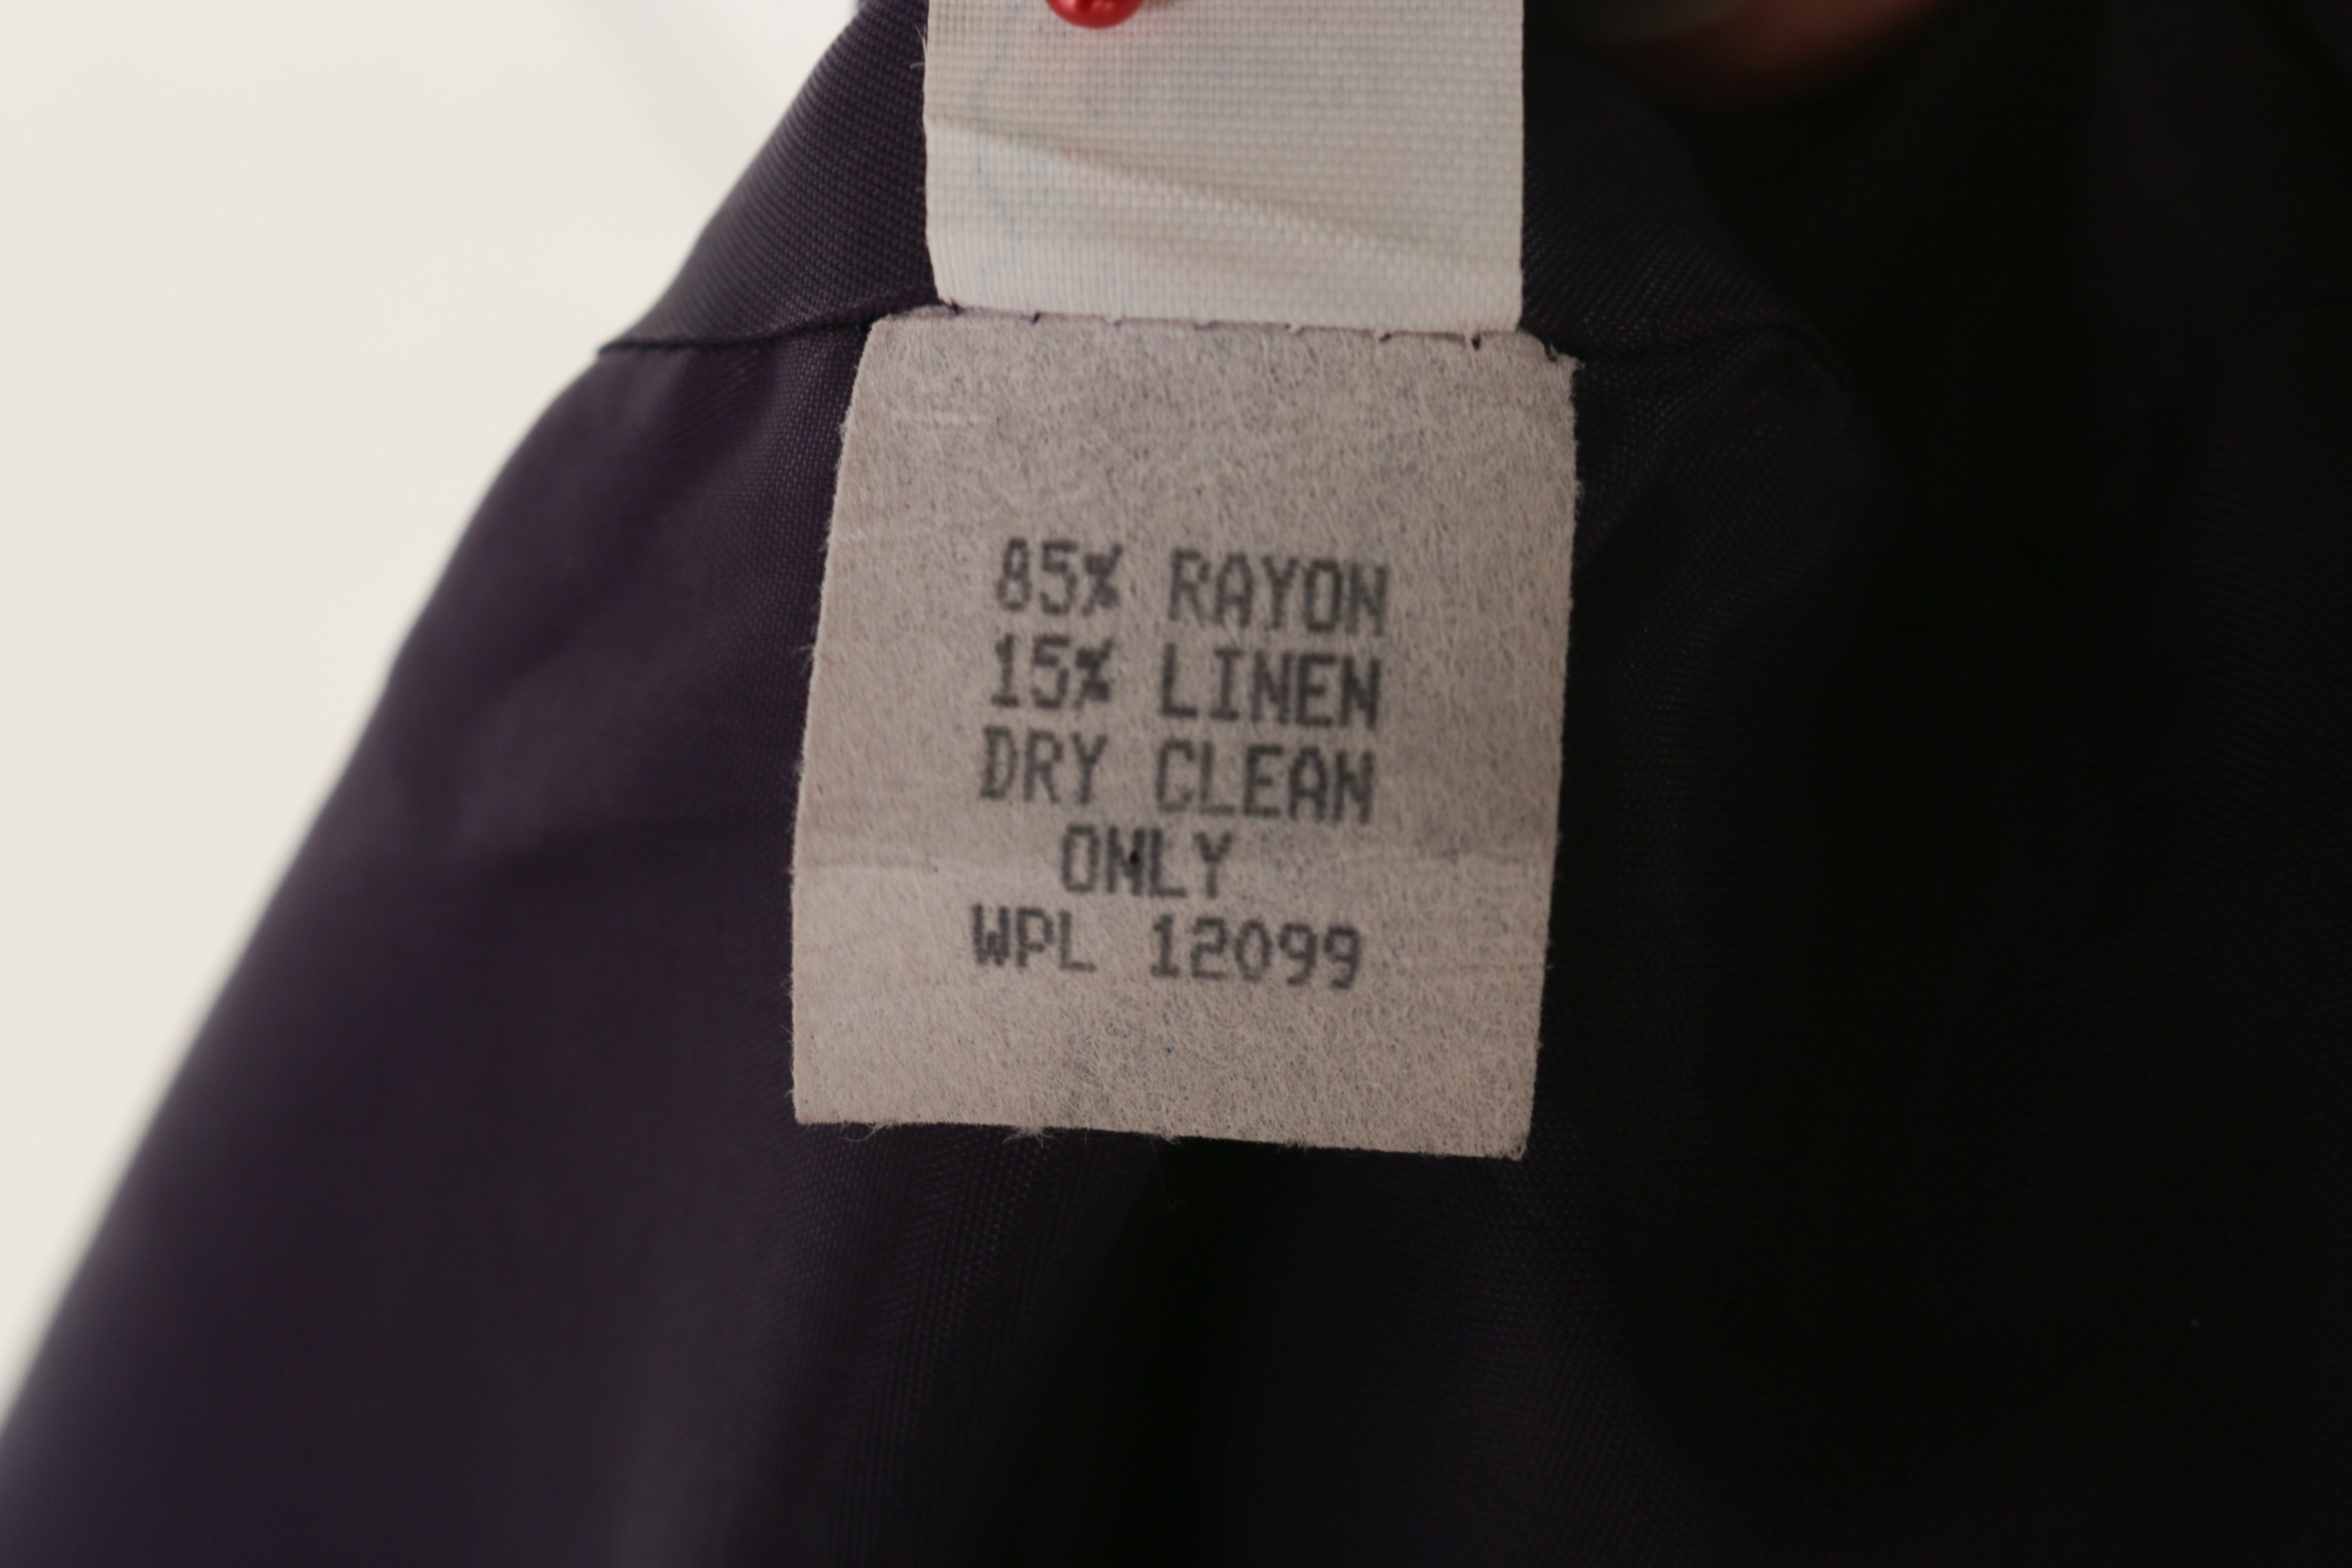 85% RAYON
15% LINEN
DRY CLEAN
ONLY
WPL 12099